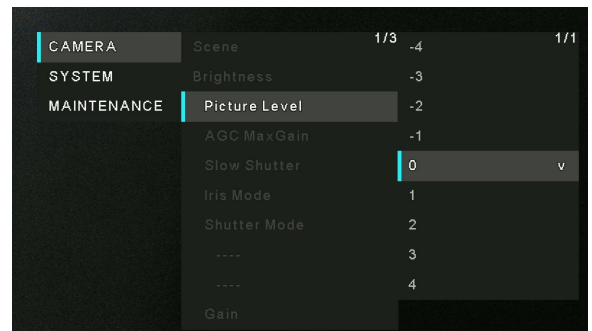 CAMERA
SYSTEM
MAINTENANCE
1/3
Scene
Brightness
Picture Level
AGC MaxGain
Slow Shutter
Iris Mode
Shutter Mode
----
----
Gain
1/1
-4
-3
-2
-1
0 v
1
2
3
4